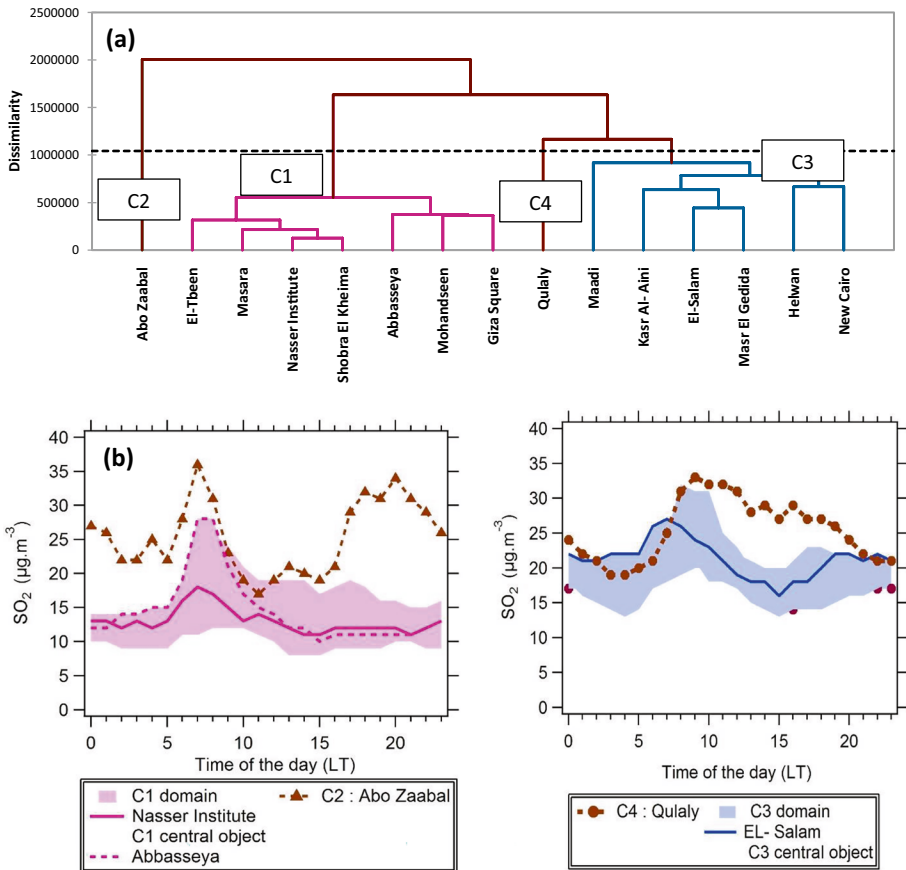 (a)
2500000
2000000
1500000
1000000
500000
0
Dissimilarity
C1
C2
C3
C4
Abo Zaabal
El-Tbeen
Masara
Nasser Institute
Shobra El Kheima
Abbasseya
Mohandseen
Giza Square
Qulaly
Maadi
Kasr Al- Aini
El-Salam
Masr El Gedida
Helwan
New Cairo
(b)
40
35
30
25
20
15
10
5
0
SO₂ (µg.m⁻³)
0 5 10 15 20
Time of the day (LT)
C1 domain C2 : Abo Zaabal
Nasser Institute
C1 central object
Abbasseya
40
35
30
25
20
15
10
5
0
SO₂ (µg.m⁻³)
0 5 10 15 20
Time of the day (LT)
C4 : Qulaly C3 domain
EL- Salam
C3 central object